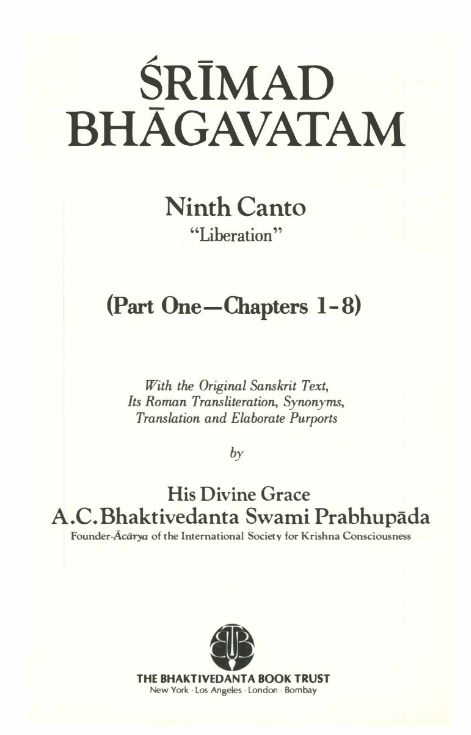 ŚRĪMAD
BHĀGAVATAM
Ninth Canto
“Liberation”
(Part One—Chapters 1-8)
With the Original Sanskrit Text,
Its Roman Transliteration, Synonyms,
Translation and Elaborate Purports
by
His Divine Grace
A.C.Bhaktivedanta Swami Prabhupāda
Founder-Ācārya of the International Society for Krishna Consciousness
THE BHAKTIVEDANTA BOOK TRUST
New York · Los Angeles · London · Bombay